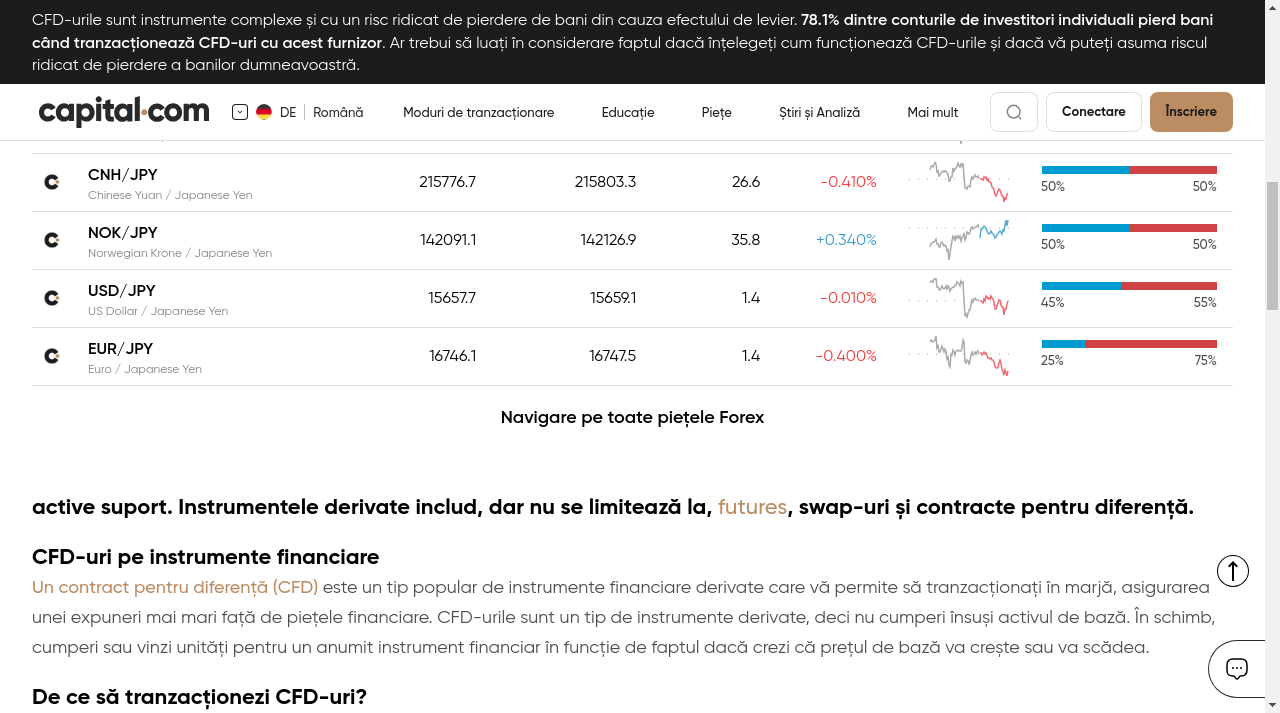 CFD-urile sunt instrumente complexe și cu un risc ridicat de pierdere de bani din cauza efectului de levier. 78.1% dintre conturile de investitori individuali pierd bani
când tranzacționează CFD-uri cu acest furnizor. Ar trebui să luați în considerare faptul dacă înțelegeți cum funcționează CFD-urile și dacă vă puteți asuma riscul
ridicat de pierdere a banilor dumneavoastră.
capital.com DE Română Moduri de tranzacționare Educație Piețe Știri și Analiză Mai mult Conectare Înscriere
CNH/JPY 215776.7 215803.3 26.6 -0.410%
Chinese Yuan / Japanese Yen 50% 50%
NOK/JPY 142091.1 142126.9 35.8 +0.340%
Norwegian Krone / Japanese Yen 50% 50%
USD/JPY 15657.7 15659.1 1.4 -0.010%
US Dollar / Japanese Yen 45% 55%
EUR/JPY 16746.1 16747.5 1.4 -0.400%
Euro / Japanese Yen 25% 75%
Navigare pe toate piețele Forex
active suport. Instrumentele derivate includ, dar nu se limitează la, futures, swap-uri și contracte pentru diferență.
CFD-uri pe instrumente financiare
Un contract pentru diferență (CFD) este un tip popular de instrumente financiare derivate care vă permite să tranzacționați în marjă, asigurarea
unei expuneri mai mari față de piețele financiare. CFD-urile sunt un tip de instrumente derivate, deci nu cumperi însuși activul de bază. În schimb,
cumperi sau vinzi unități pentru un anumit instrument financiar în funcție de faptul dacă crezi că prețul de bază va crește sau va scădea.
De ce să tranzacționezi CFD-uri?